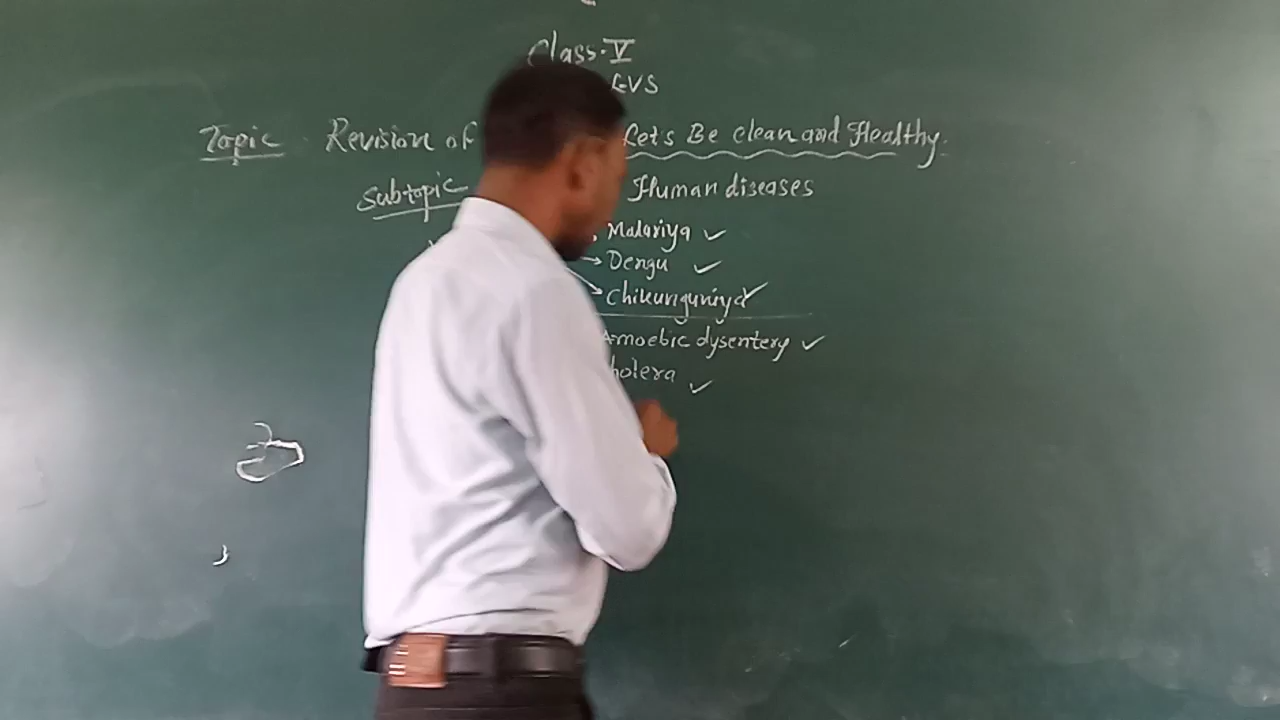 Class-V
EVS
Topic Revision of Let's Be clean and Healthy.
Subtopic Human diseases
Malariya ✓
→ Dengu ✓
→ Chikunguniya ✓
Amoebic dysentery ✓
holera ✓